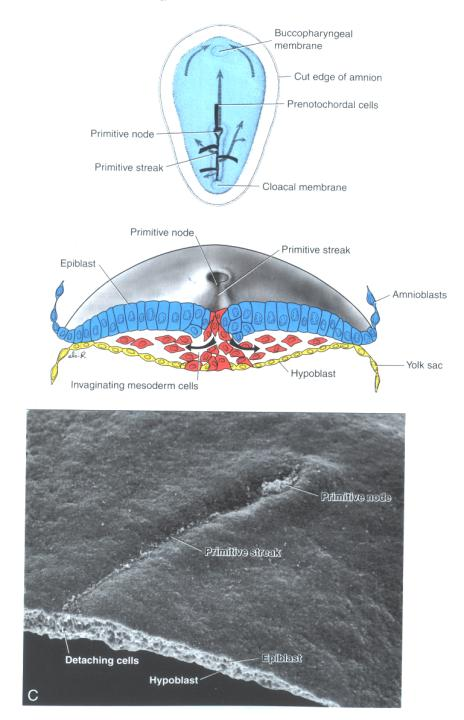 Buccopharyngeal
membrane
Cut edge of amnion
Prenotochordal cells
Primitive node
Primitive streak
Cloacal membrane
Primitive node
Primitive streak
Epiblast
Amnioblasts
Yolk sac
Hypoblast
Invaginating mesoderm cells
Primitive node
Primitive streak
Detaching cells
Epiblast
Hypoblast
C